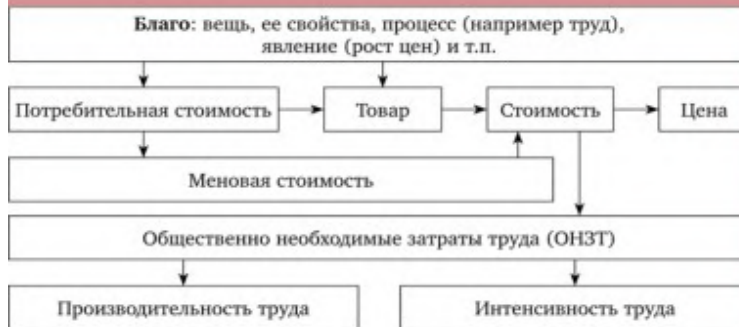 Благо: вещь, ее свойства, процесс (например труд),
явление (рост цен) и т.п.
Потребительная стоимость
Товар
Стоимость
Цена
Меновая стоимость
Общественно необходимые затраты труда (ОНЗТ)
Производительность труда
Интенсивность труда